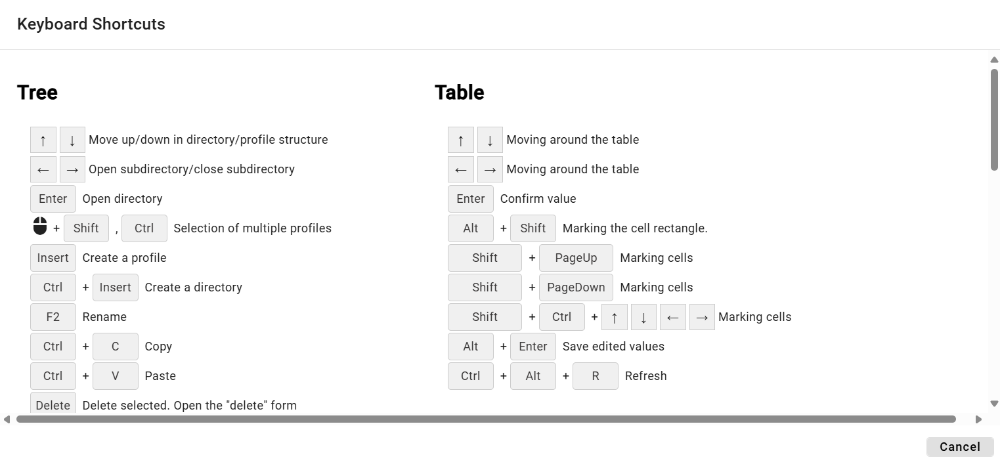 Keyboard Shortcuts
Tree
↑ ↓ Move up/down in directory/profile structure
← → Open subdirectory/close subdirectory
Enter Open directory
+ Shift , Ctrl Selection of multiple profiles
Insert Create a profile
Ctrl + Insert Create a directory
F2 Rename
Ctrl + C Copy
Ctrl + V Paste
Delete Delete selected. Open the "delete" form
Table
↑ ↓ Moving around the table
← → Moving around the table
Enter Confirm value
Alt + Shift Marking the cell rectangle.
Shift + PageUp Marking cells
Shift + PageDown Marking cells
Shift + Ctrl + ↑ ↓ ← → Marking cells
Alt + Enter Save edited values
Ctrl + Alt + R Refresh
Cancel